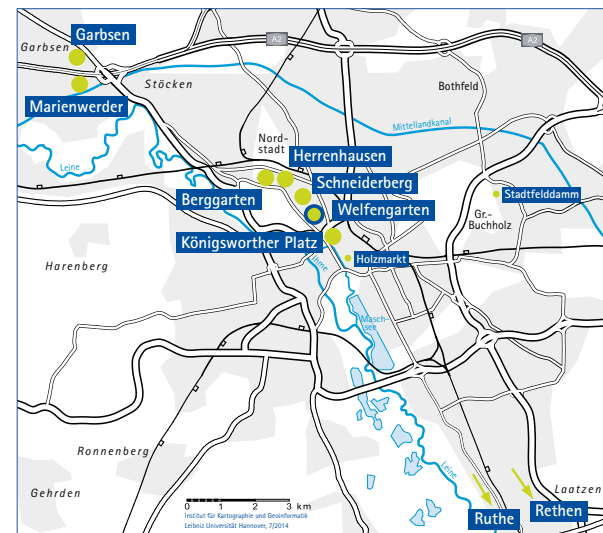 Garbsen
Garbsen
A2
A2
Stöcken
Bothfeld
Marienwerder
Mittellandkanal
Nord-
stadt
Leine
Herrenhausen
Schneiderberg
Berggarten
Stadtfelddamm
Welfengarten
Gr.-
Buchholz
Königsworther Platz
Holzmarkt
Ihme
Harenberg
Masch-
see
Ronnenberg
Leine
Gehrden
Laatzen
0 1 2 3 km
Institut für Kartographie und Geoinformatik
Leibniz Universität Hannover, 7/2014
Ruthe
Rethen